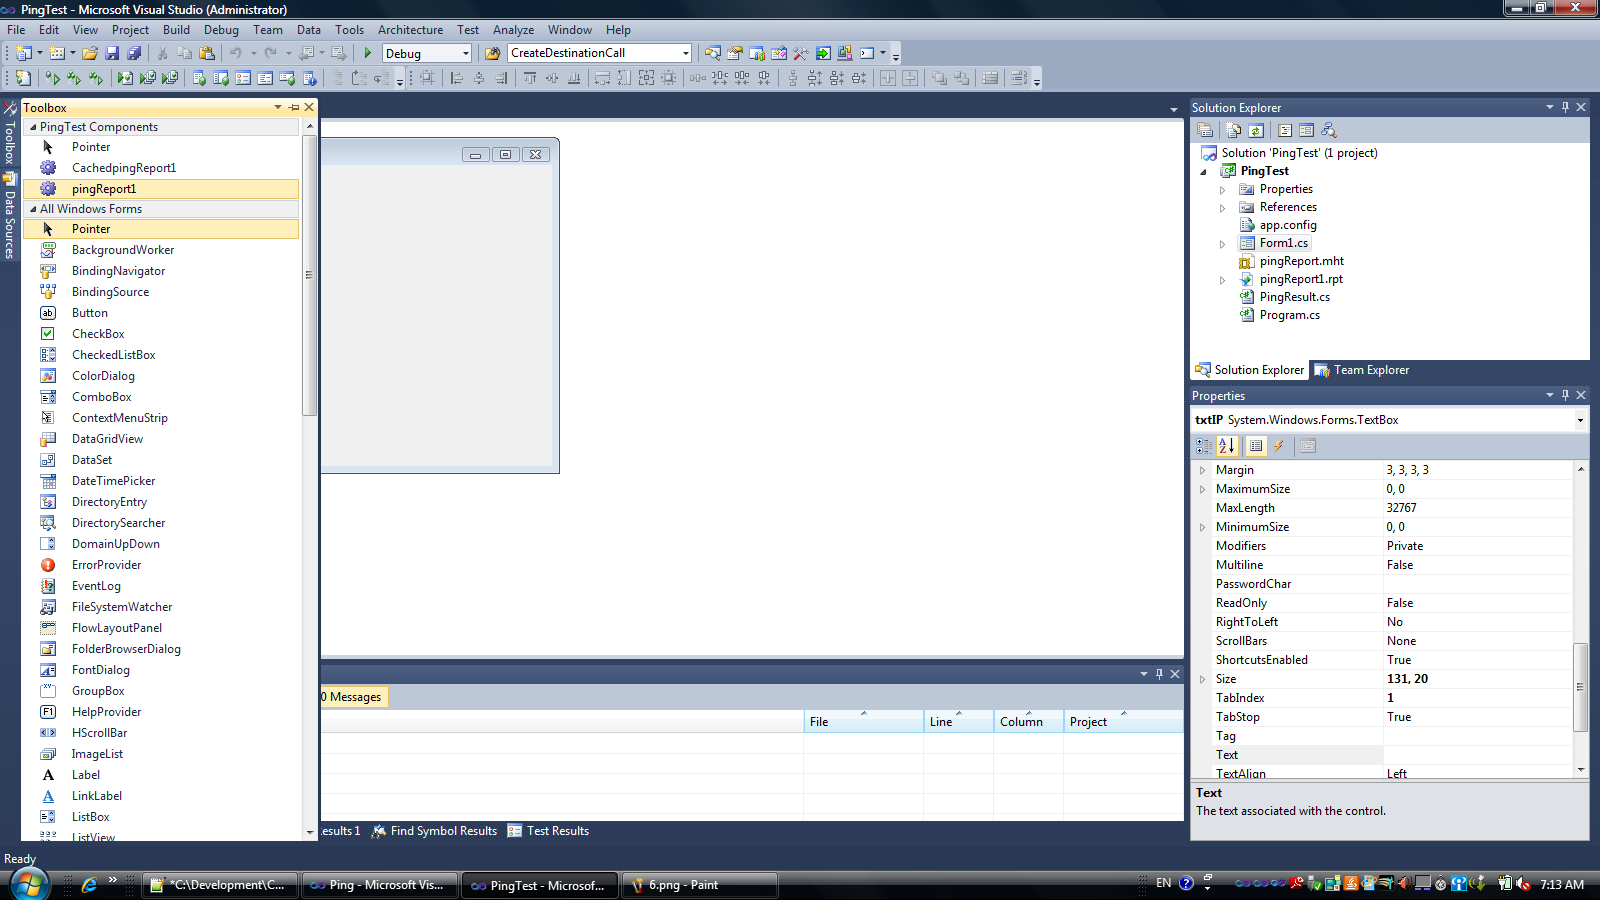 PingTest - Microsoft Visual Studio (Administrator)
File Edit View Project Build Debug Team Data Tools Architecture Test Analyze Window Help
Debug CreateDestinationCall
Toolbox
Data Sources
Toolbox
PingTest Components
Pointer
CachedpingReport1
pingReport1
All Windows Forms
Pointer
BackgroundWorker
BindingNavigator
BindingSource
Button
CheckBox
CheckedListBox
ColorDialog
ComboBox
ContextMenuStrip
DataGridView
DataSet
DateTimePicker
DirectoryEntry
DirectorySearcher
DomainUpDown
ErrorProvider
EventLog
FileSystemWatcher
FlowLayoutPanel
FolderBrowserDialog
FontDialog
GroupBox
HelpProvider
HScrollBar
ImageList
Label
LinkLabel
ListBox
ListView
0 Messages
File Line Column Project
esults 1 Find Symbol Results Test Results
Solution Explorer
Solution 'PingTest' (1 project)
PingTest
Properties
References
app.config
Form1.cs
pingReport.mht
pingReport1.rpt
PingResult.cs
Program.cs
Solution Explorer Team Explorer
Properties
txtIP System.Windows.Forms.TextBox
Margin 3, 3, 3, 3
MaximumSize 0, 0
MaxLength 32767
MinimumSize 0, 0
Modifiers Private
Multiline False
PasswordChar
ReadOnly False
RightToLeft No
ScrollBars None
ShortcutsEnabled True
Size 131, 20
TabIndex 1
TabStop True
Tag
Text
TextAlign Left
Text
The text associated with the control.
Ready
*C:\Development\C... Ping - Microsoft Vis... PingTest - Microsof... 6.png - Paint EN 7:13 AM